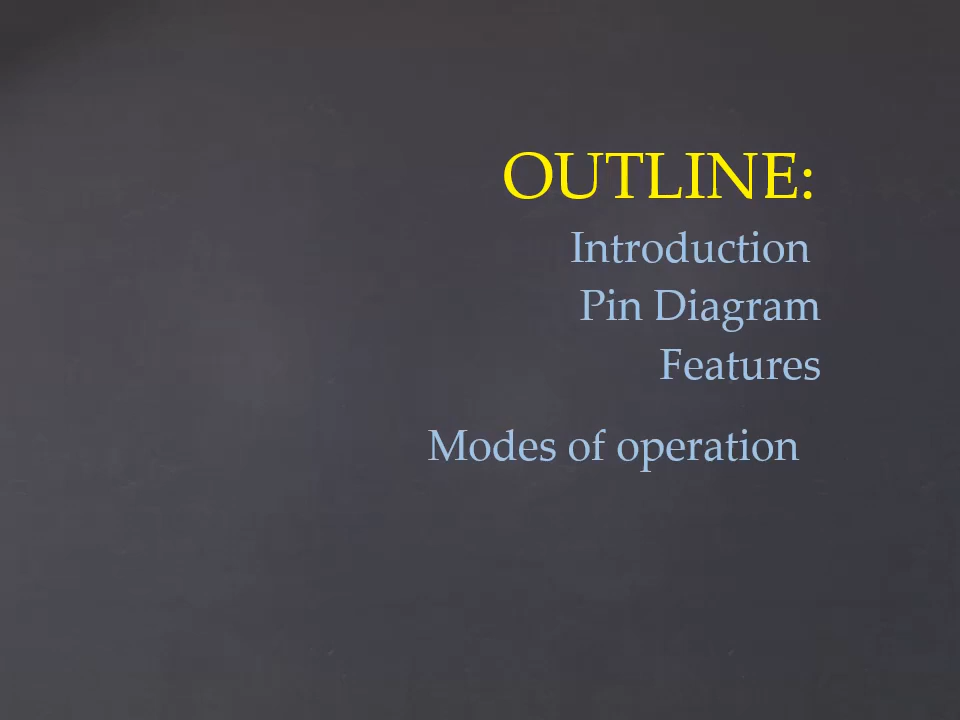 OUTLINE:
Introduction
Pin Diagram
Features
Modes of operation